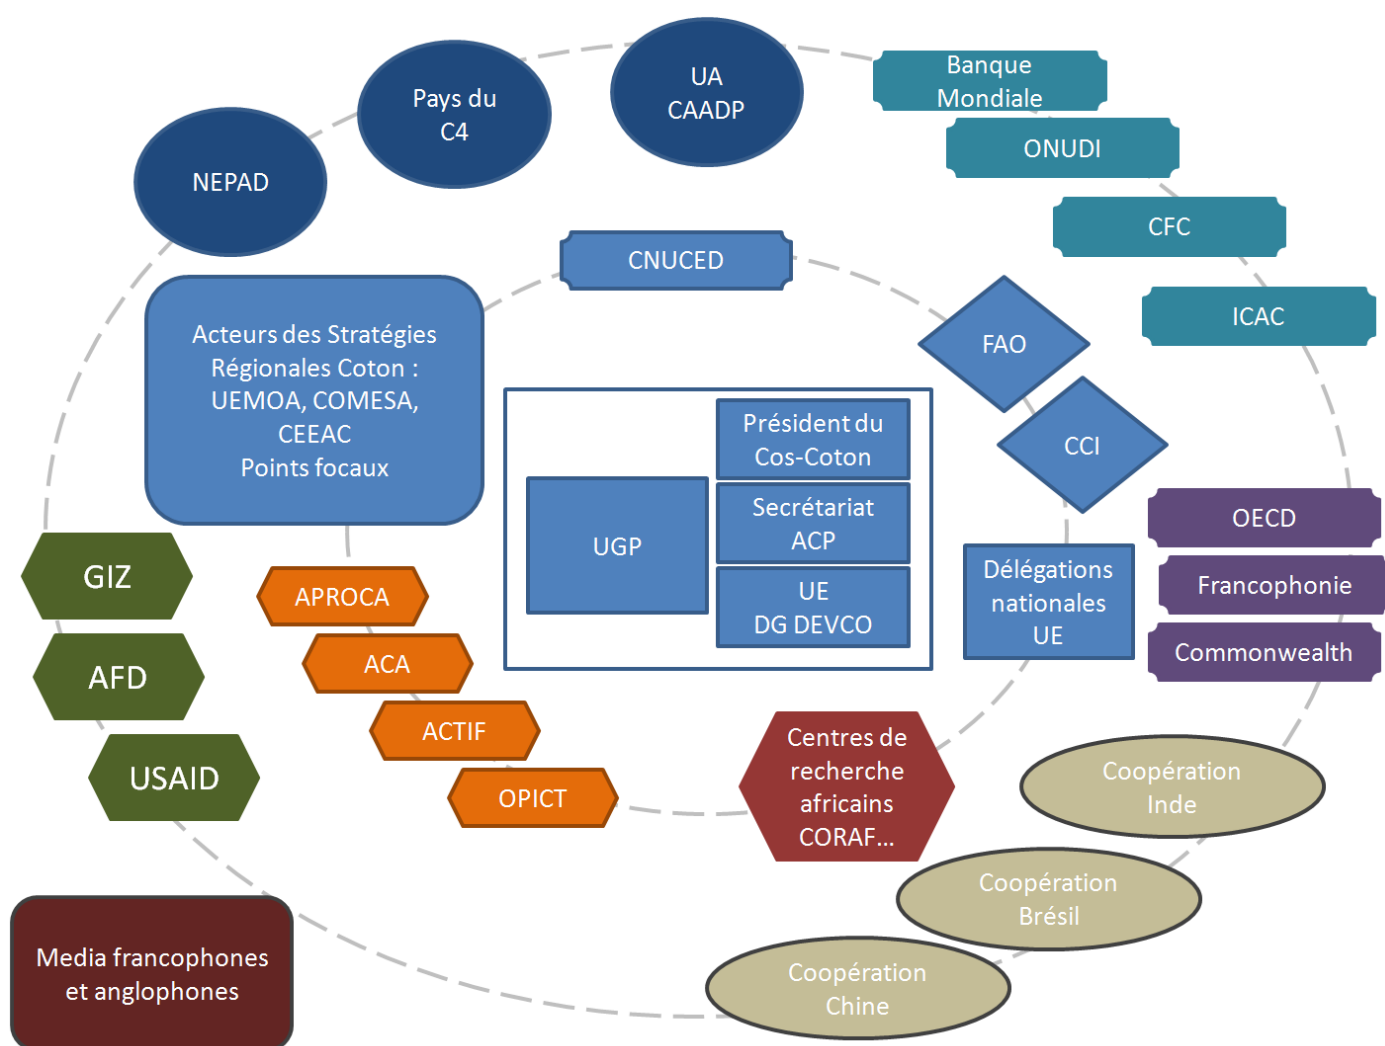 UA
CAADP
Banque
Mondiale
Pays du
C4
ONUDI
NEPAD
CFC
CNUCED
ICAC
Acteurs des Stratégies
Régionales Coton :
UEMOA, COMESA,
CEEAC
Points focaux
FAO
CCI
Président du
Cos-Coton
UGP
Secrétariat
ACP
UE
DG DEVCO
OECD
Francophonie
Commonwealth
Délégations
nationales
UE
GIZ
AFD
USAID
APROCA
ACA
ACTIF
OPICT
Centres de
recherche
africains
CORAF...
Coopération
Inde
Coopération
Brésil
Coopération
Chine
Media francophones
et anglophones